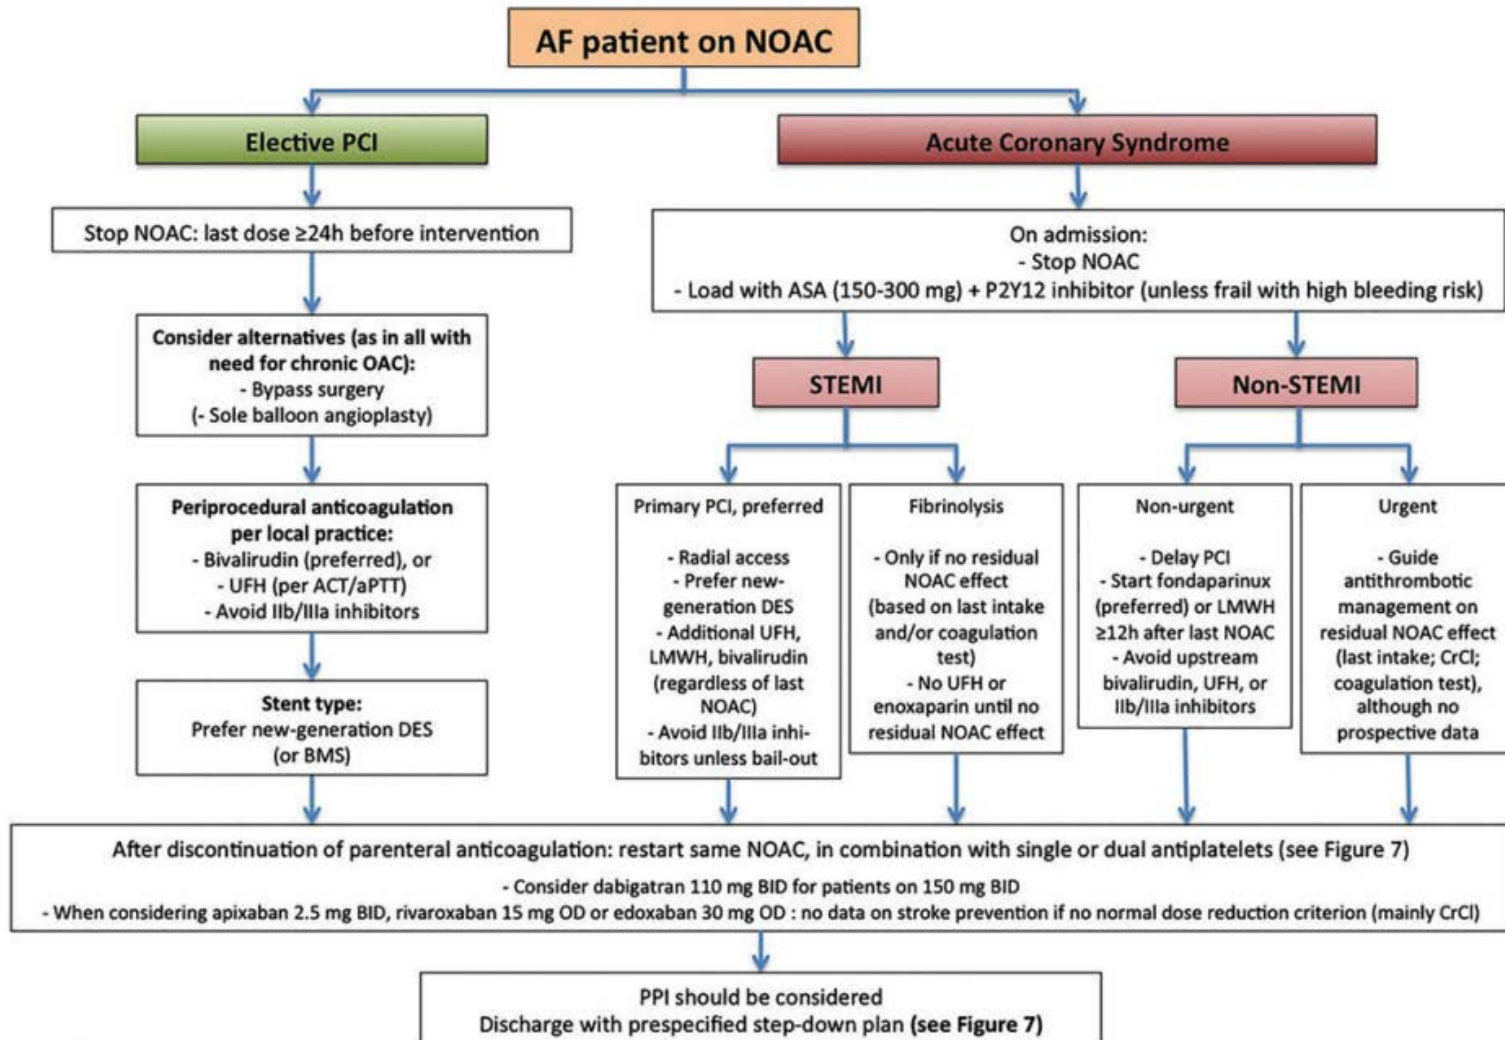 AF patient on NOAC
Elective PCI
Stop NOAC: last dose ≥24h before intervention
Consider alternatives (as in all with
need for chronic OAC):
- Bypass surgery
(- Sole balloon angioplasty)
Periprocedural anticoagulation
per local practice:
- Bivalirudin (preferred), or
- UFH (per ACT/aPTT)
- Avoid IIb/IIIa inhibitors
Stent type:
Prefer new-generation DES
(or BMS)
Acute Coronary Syndrome
On admission:
- Stop NOAC
- Load with ASA (150-300 mg) + P2Y12 inhibitor (unless frail with high bleeding risk)
STEMI
Primary PCI, preferred
- Radial access
- Prefer new-
generation DES
- Additional UFH,
LMWH, bivalirudin
(regardless of last
NOAC)
- Avoid IIb/IIIa inhi-
bitors unless bail-out
Fibrinolysis
- Only if no residual
NOAC effect
(based on last intake
and/or coagulation
test)
- No UFH or
enoxaparin until no
residual NOAC effect
Non-STEMI
Non-urgent
- Delay PCI
- Start fondaparinux
(preferred) or LMWH
≥12h after last NOAC
- Avoid upstream
bivalirudin, UFH, or
IIb/IIIa inhibitors
Urgent
- Guide
antithrombotic
management on
residual NOAC effect
(last intake; CrCl;
coagulation test),
although no
prospective data
After discontinuation of parenteral anticoagulation: restart same NOAC, in combination with single or dual antiplatelets (see Figure 7)
- Consider dabigatran 110 mg BID for patients on 150 mg BID
- When considering apixaban 2.5 mg BID, rivaroxaban 15 mg OD or edoxaban 30 mg OD : no data on stroke prevention if no normal dose reduction criterion (mainly CrCl)
PPI should be considered
Discharge with prespecified step-down plan (see Figure 7)